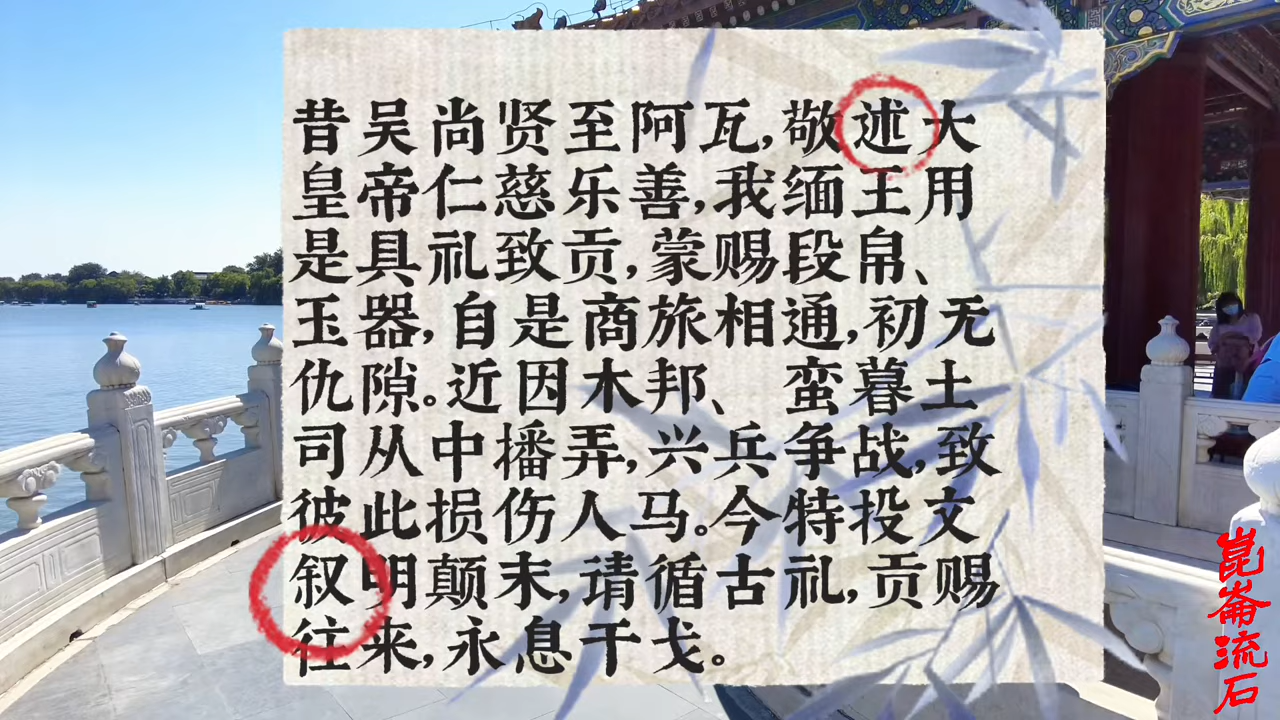 昔吴尚贤至阿瓦,敬述大
皇帝仁慈乐善,我缅王用
是具礼致贡,蒙赐段帛、
玉器,自是商旅相通,初无
仇隙。近因木邦、 蛮暮土
司从中播弄,兴兵争战,致
彼此损伤人马。今特投文
叙明颠末,请循古礼,贡赐
往来,永息干戈。
崑崙流石